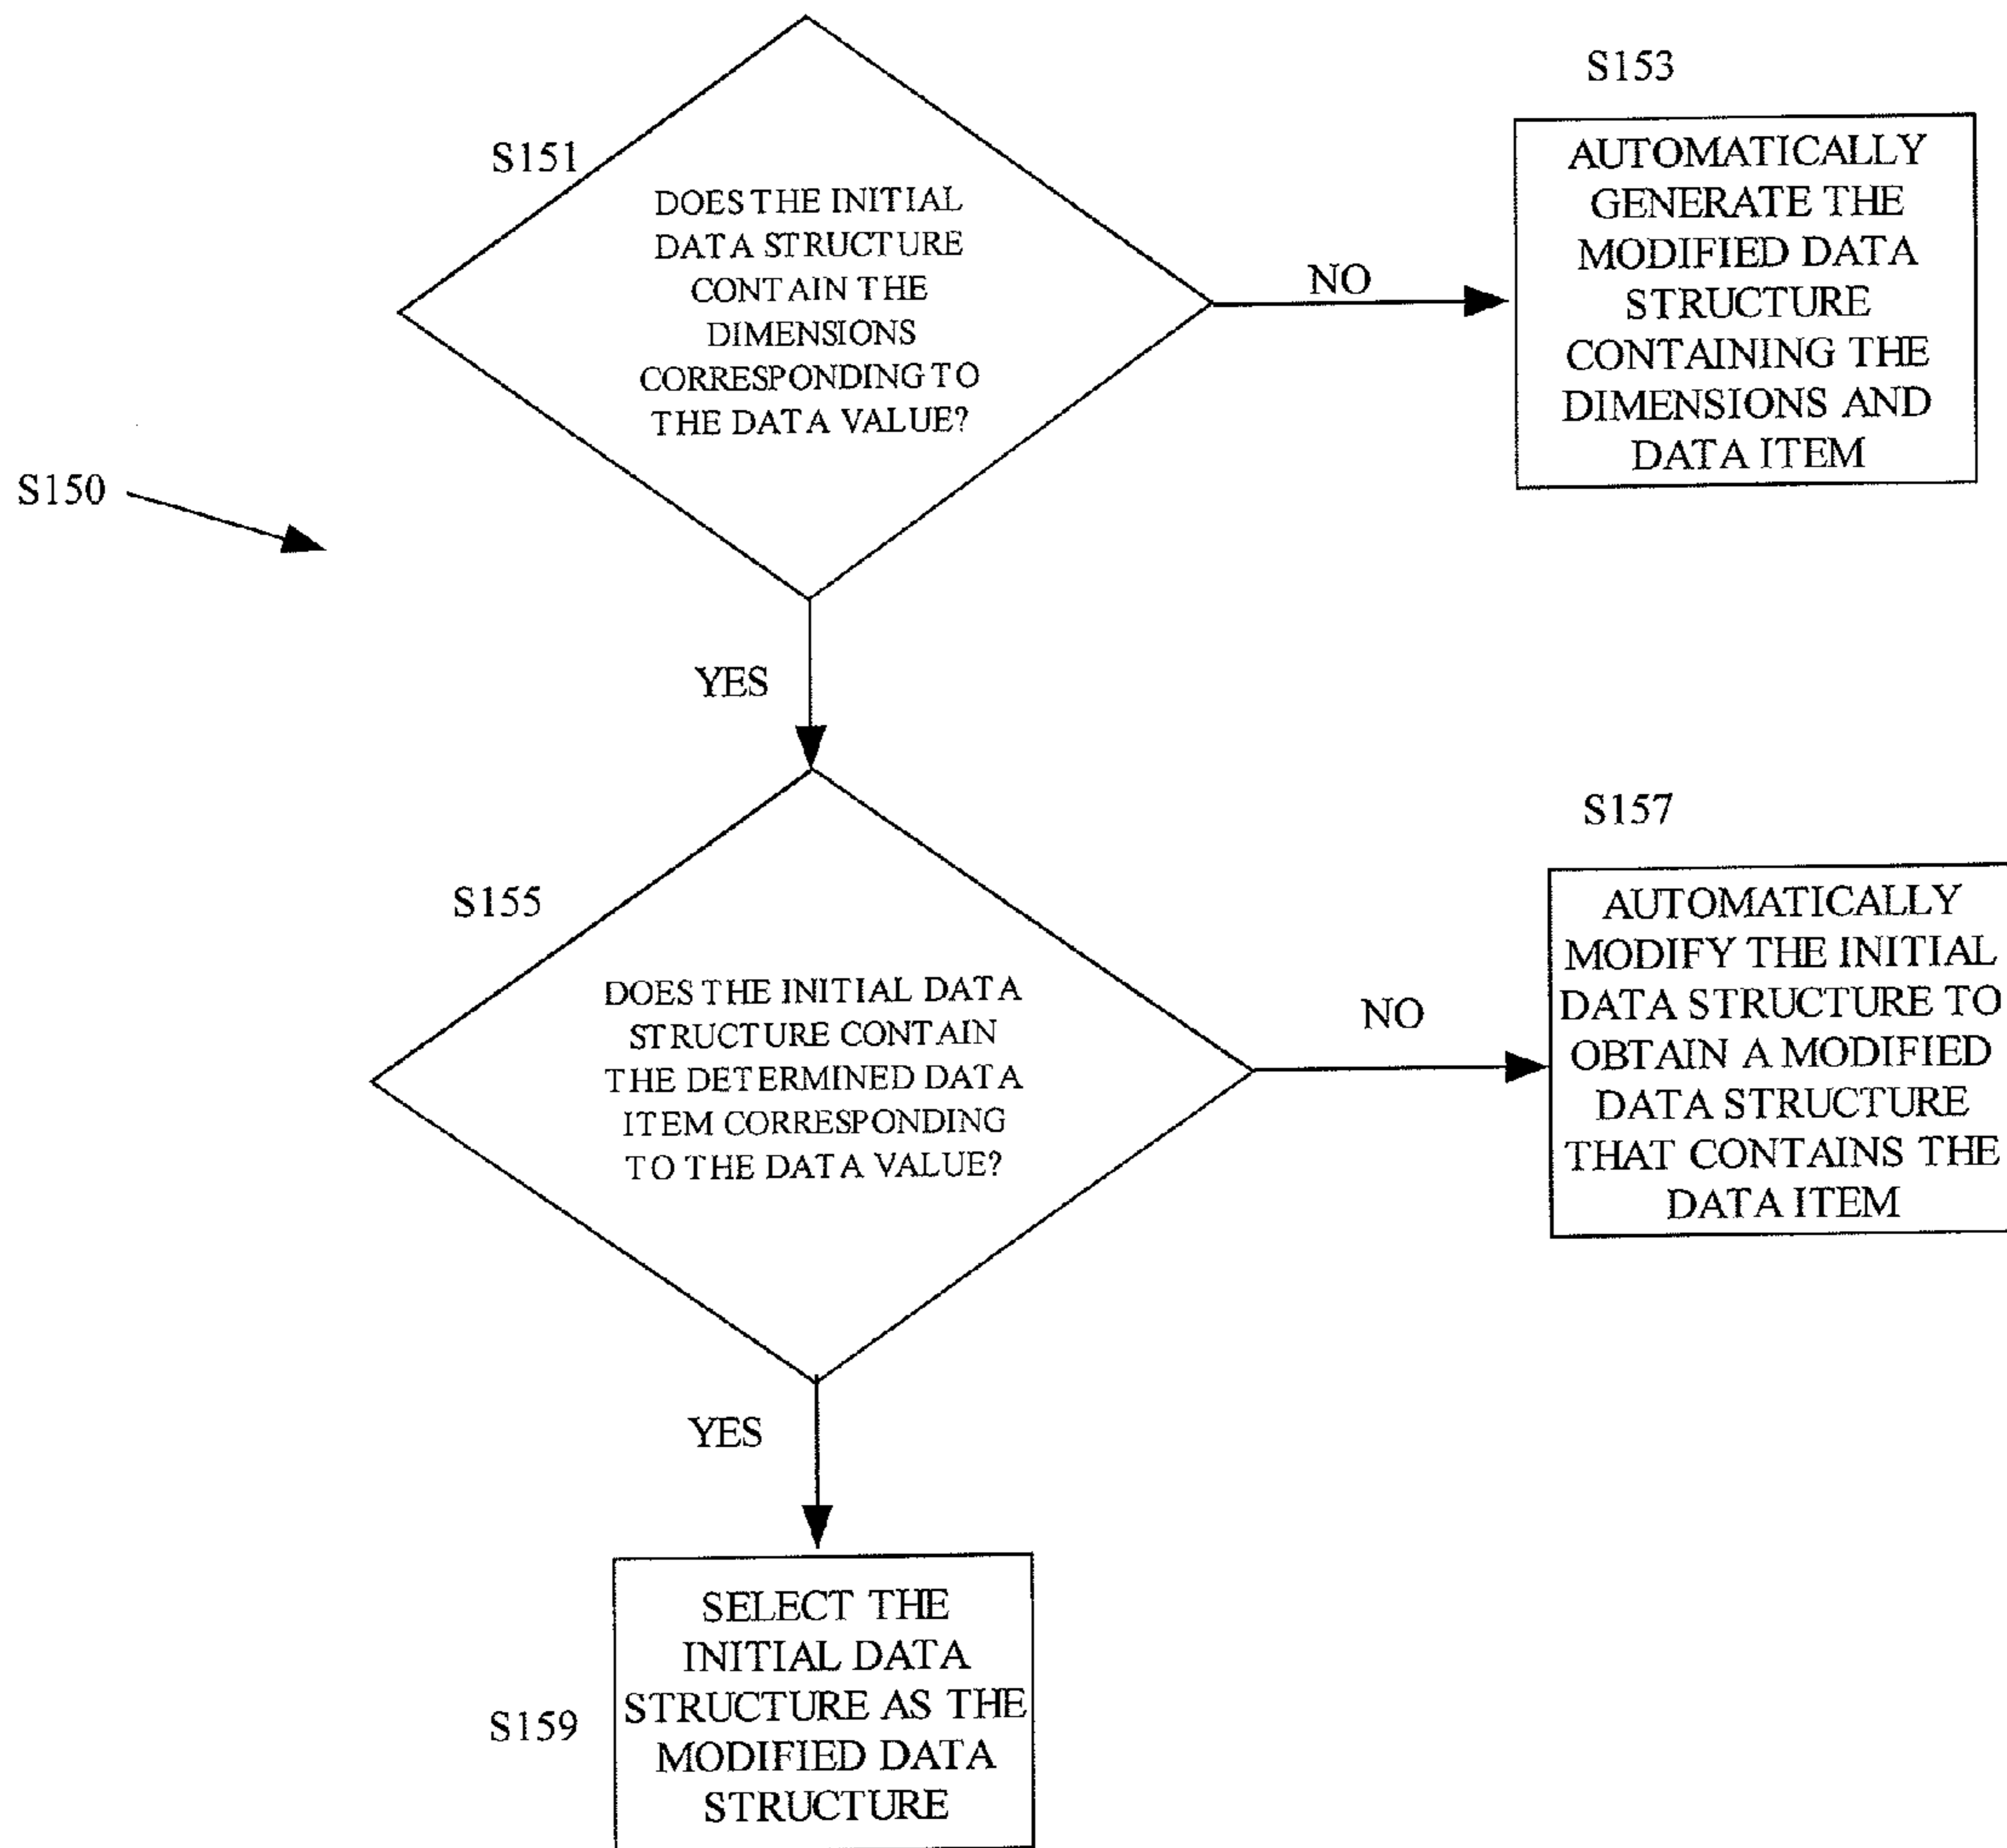 S151
DOES THE INITIAL
DATA STRUCTURE
CONTAIN THE
DIMENSIONS
CORRESPONDING TO
THE DATA VALUE?
NO
S153
AUTOMATICALLY
GENERATE THE
MODIFIED DATA
STRUCTURE
CONTAINING THE
DIMENSIONS AND
DATA ITEM
S150
YES
S155
DOES THE INITIAL DATA
STRUCTURE CONTAIN
THE DETERMINED DATA
ITEM CORRESPONDING
TO THE DATA VALUE?
NO
S157
AUTOMATICALLY
MODIFY THE INITIAL
DATA STRUCTURE TO
OBTAIN A MODIFIED
DATA STRUCTURE
THAT CONTAINS THE
DATA ITEM
YES
S159
SELECT THE
INITIAL DATA
STRUCTURE AS THE
MODIFIED DATA
STRUCTURE